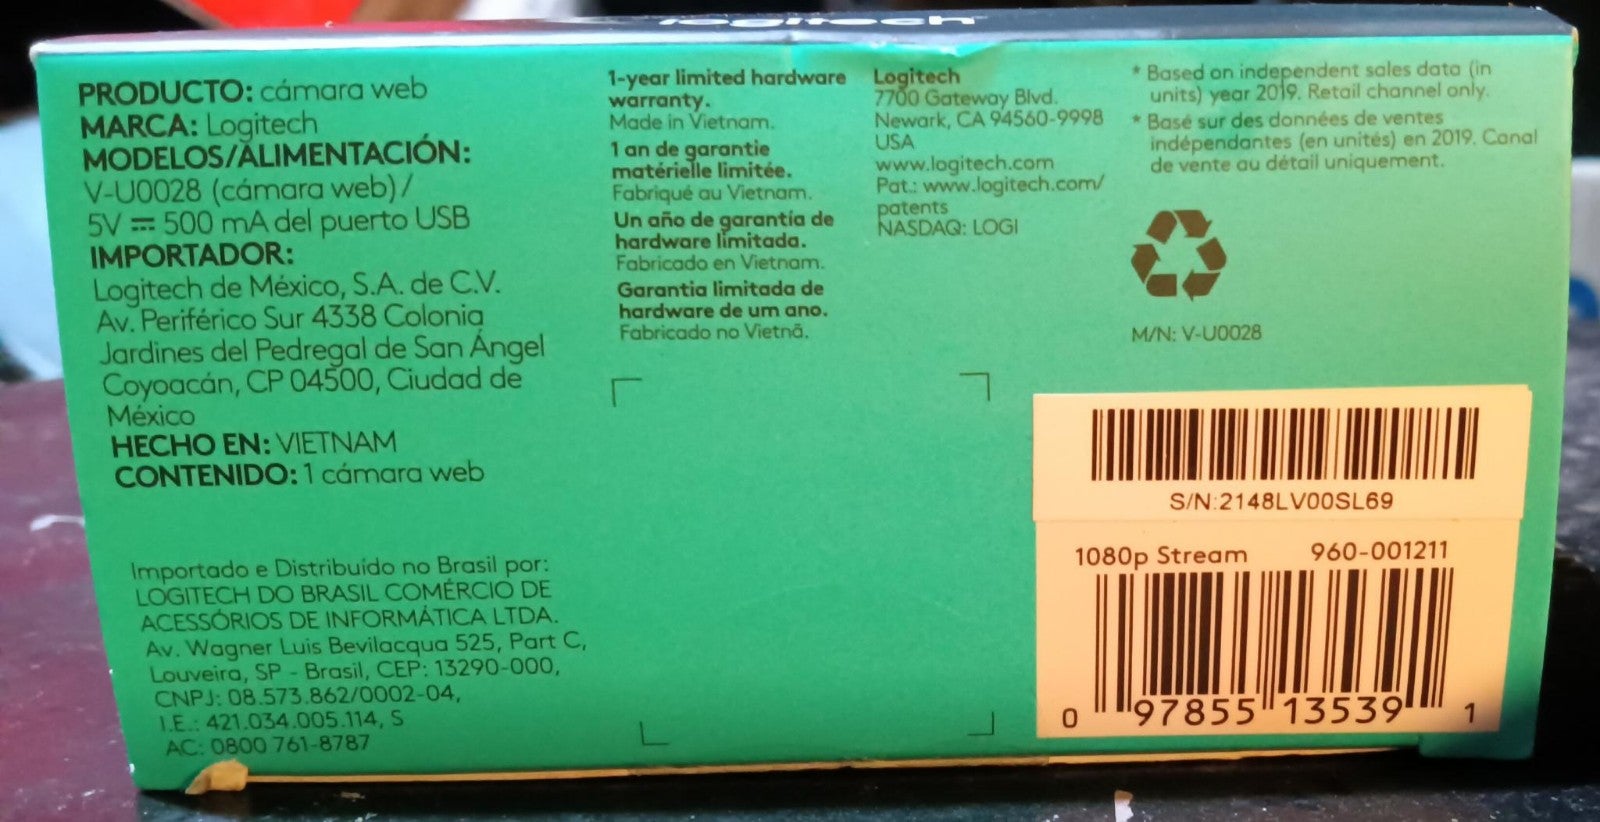 logitech
PRODUCTO: cámara web
MARCA: Logitech
MODELOS/ALIMENTACIÓN:
V-U0028 (cámara web)/
5V ⎓ 500 mA del puerto USB
IMPORTADOR:
Logitech de México, S.A. de C.V.
Av. Periférico Sur 4338 Colonia
Jardines del Pedregal de San Ángel
Coyoacán, CP 04500, Ciudad de
México
HECHO EN: VIETNAM
CONTENIDO: 1 cámara web
Importado e Distribuído no Brasil por:
LOGITECH DO BRASIL COMÉRCIO DE
ACESSÓRIOS DE INFORMÁTICA LTDA.
Av. Wagner Luis Bevilacqua 525, Part C,
Louveira, SP - Brasil, CEP: 13290-000,
CNPJ: 08.573.862/0002-04,
I.E.: 421.034.005.114, S
AC: 0800 761-8787
1-year limited hardware
warranty.
Made in Vietnam.
1 an de garantie
matérielle limitée.
Fabriqué au Vietnam.
Un año de garantía de
hardware limitada.
Fabricado en Vietnam.
Garantia limitada de
hardware de um ano.
Fabricado no Vietnã.
Logitech
7700 Gateway Blvd.
Newark, CA 94560-9998
USA
www.logitech.com
Pat.: www.logitech.com/
patents
NASDAQ: LOGI
* Based on independent sales data (in
units) year 2019. Retail channel only.
* Basé sur des données de ventes
indépendantes (en unités) en 2019. Canal
de vente au détail uniquement.
M/N: V-U0028
S/N:2148LV00SL69
1080p Stream 960-001211
0 97855 13539 1